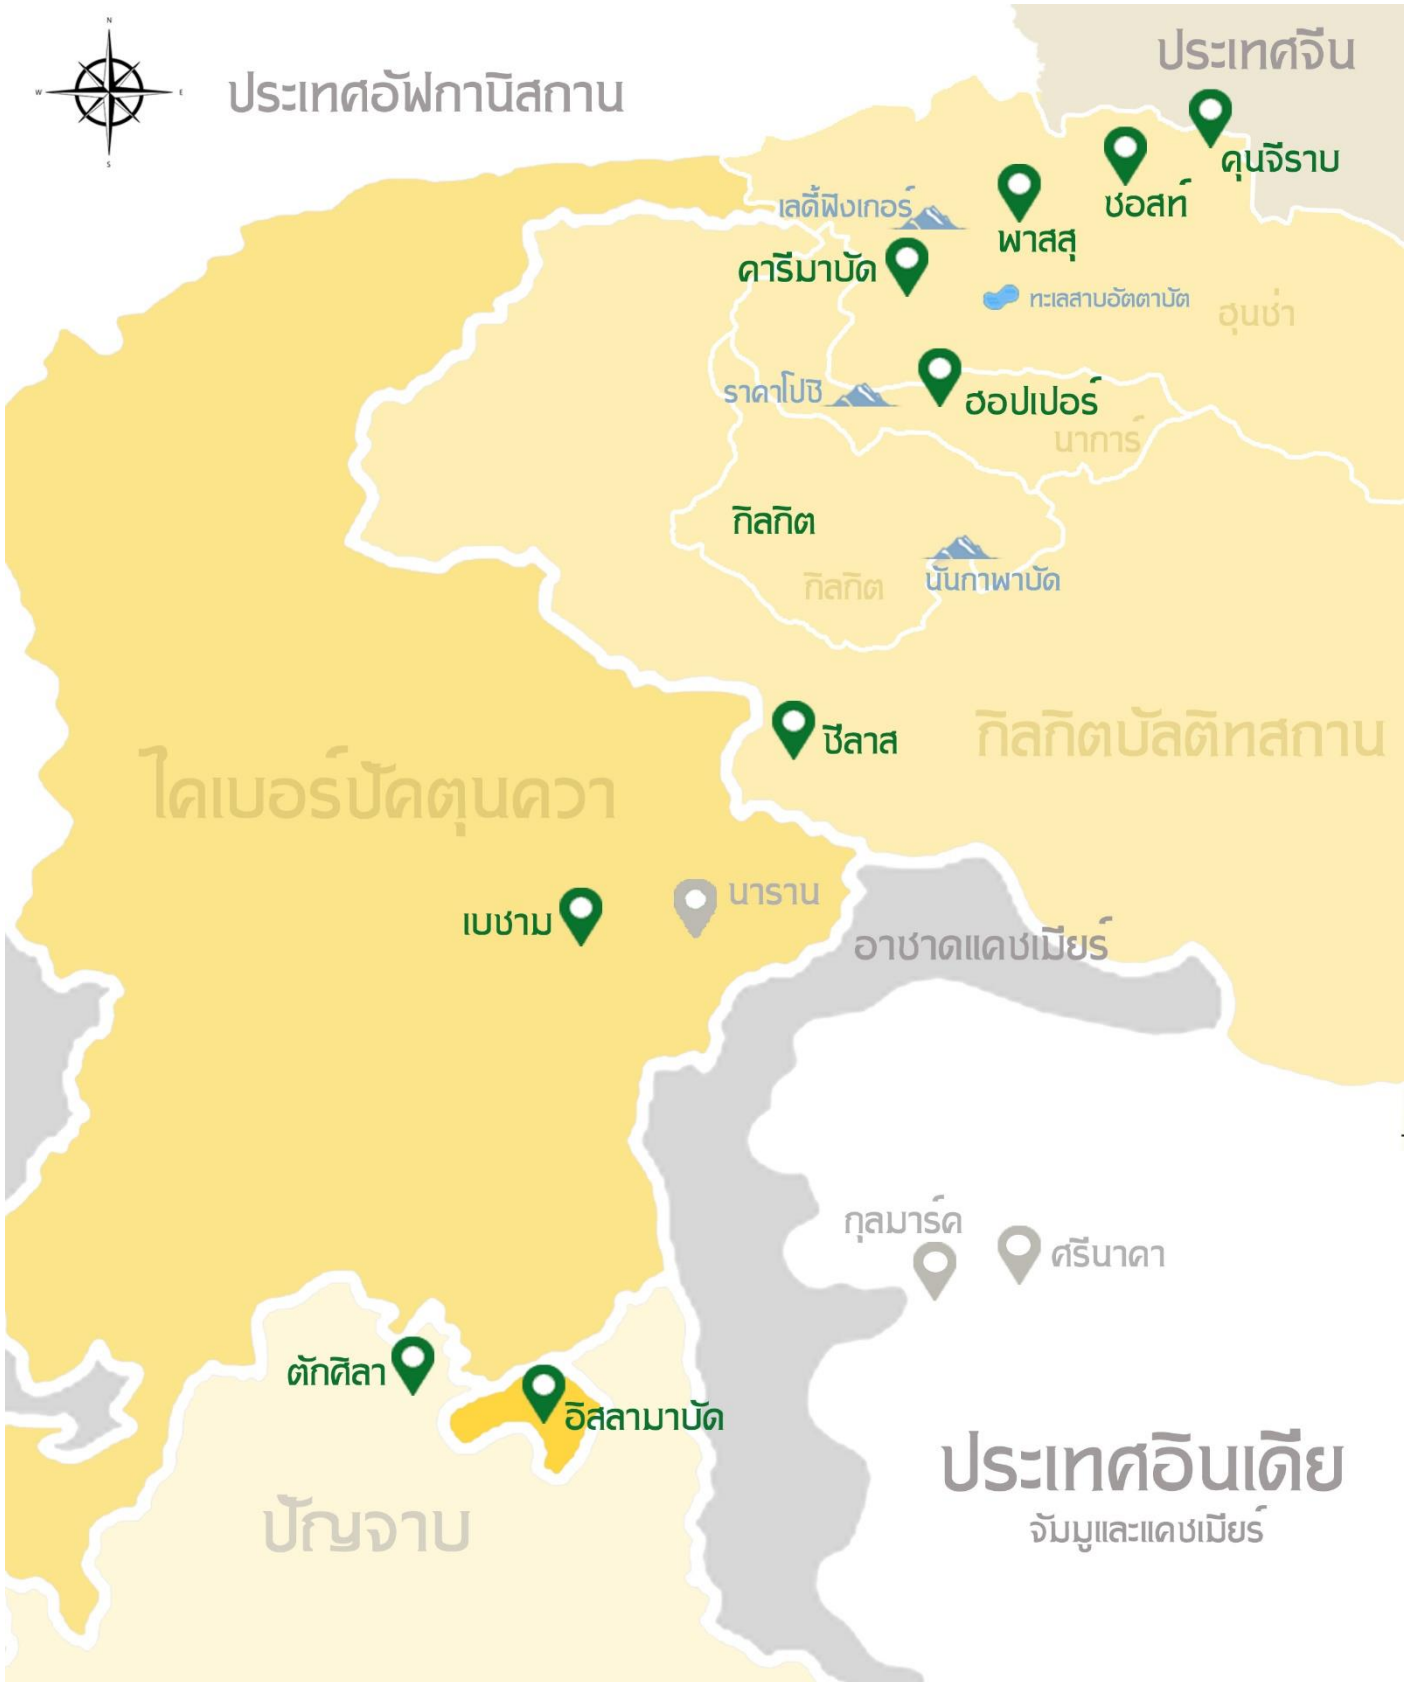 N
W
E
S
ประเทศอัฟกานิสถาน
ประเทศจีน
คุนจีราบ
ซอสท์
พาสสุ
เลดี้ฟิงเกอร์
คารีมาบัด
ทะเลสาบอัตตาบัต
ฮุนซ่า
ราคาโปชิ
ฮอปเปอร์
นาการ์
กิลกิต
นันกาพาบัด
กิลกิต
ชีลาส
กิลกิตบัลติทสถาน
ไคเบอร์ปัคตุนควา
นาราน
เบชาม
อาซาดแคชเมียร์
กุลมาร์ค
ศรีนาคา
ตักศิลา
อิสลามาบัด
ประเทศอินเดีย
จัมมูและแคชเมียร์
ปัญจาบ